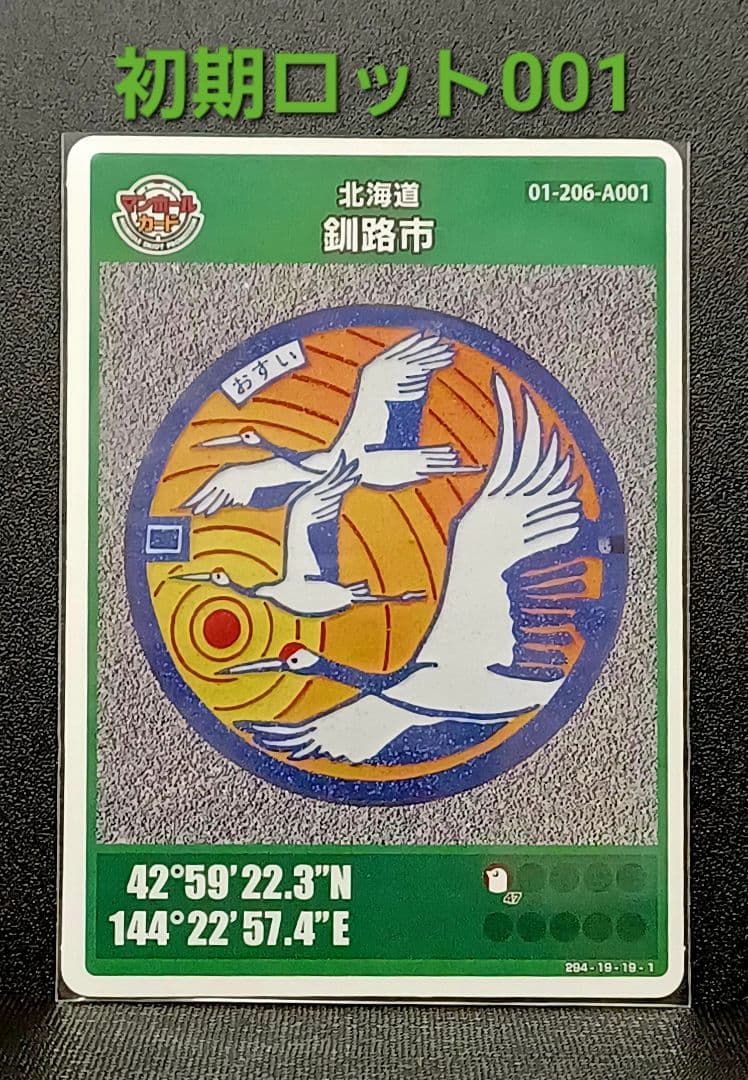 初期ロット001
マンホール
カード
北海道
釧路市
01-206-A001
おすい
42°59'22.3"N
144°22'57.4"E
47
294-19-19-1